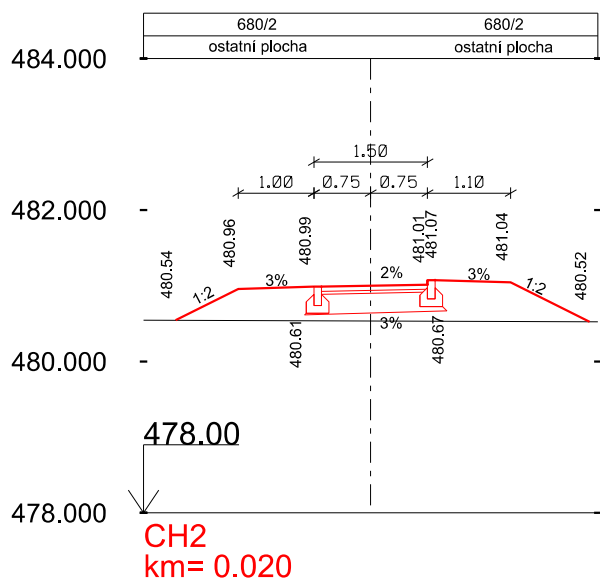 680/2 680/2
ostatní plocha ostatní plocha
484.000
1.50
1.00 0.75 0.75 1.10
482.000
480.54 480.96 480.99 481.01 481.07 481.04 480.52
1:2 3% 2% 3% 1:2
480.61 3% 480.67
480.000
478.00
478.000
CH2
km= 0.020